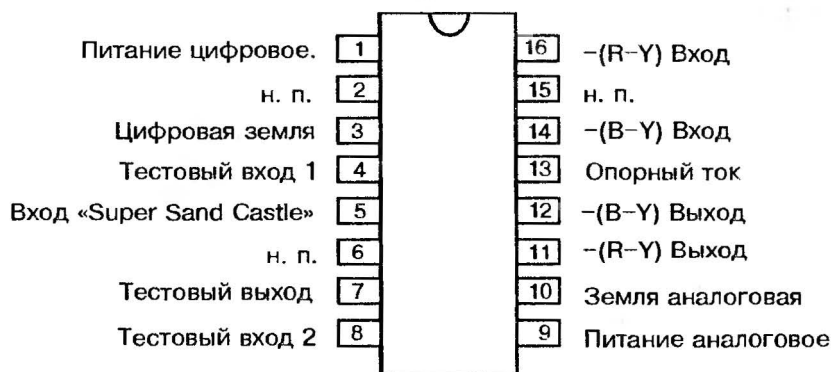 Питание цифровое. 1 16 -(R-Y) Вход
н. п. 2 15 н. п.
Цифровая земля 3 14 -(B-Y) Вход
Тестовый вход 1 4 13 Опорный ток
Вход «Super Sand Castle» 5 12 -(B-Y) Выход
н. п. 6 11 -(R-Y) Выход
Тестовый выход 7 10 Земля аналоговая
Тестовый вход 2 8 9 Питание аналоговое